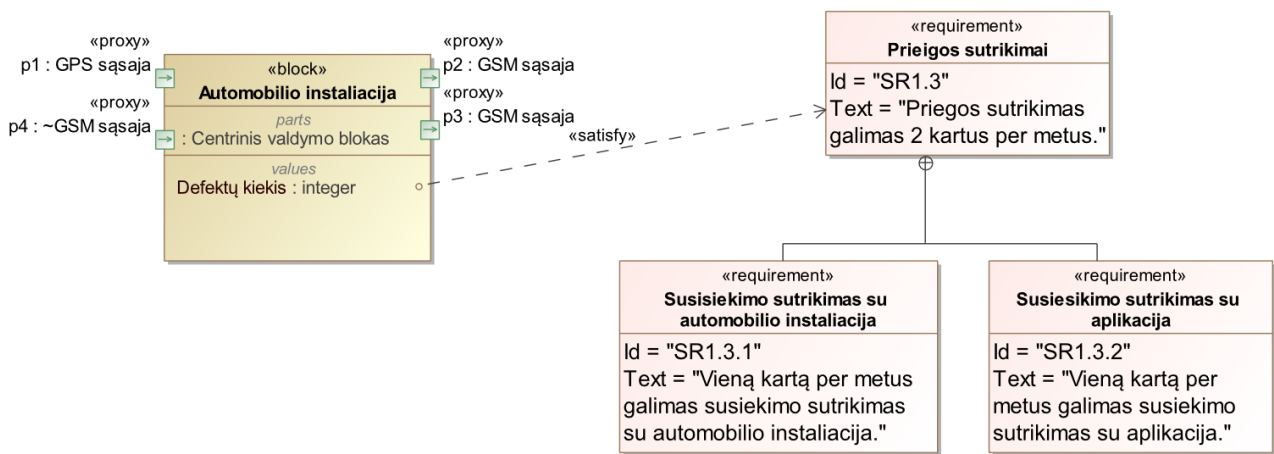 «proxy»
p1 : GPS sąsaja
«proxy»
p4 : ~GSM sąsaja
«block»
Automobilio instaliacija
parts
: Centrinis valdymo blokas
values
Defektų kiekis : integer
«proxy»
p2 : GSM sąsaja
«proxy»
p3 : GSM sąsaja
«satisfy»
«requirement»
Prieigos sutrikimai
Id = "SR1.3"
Text = "Priegos sutrikimas
galimas 2 kartus per metus."
«requirement»
Susisiekimo sutrikimas su
automobilio instaliacija
Id = "SR1.3.1"
Text = "Vieną kartą per metus
galimas susiekimo sutrikimas
su automobilio instaliacija."
«requirement»
Susiesikimo sutrikimas su
aplikacija
Id = "SR1.3.2"
Text = "Vieną kartą per
metus galimas susiekimo
sutrikimas su aplikacija."